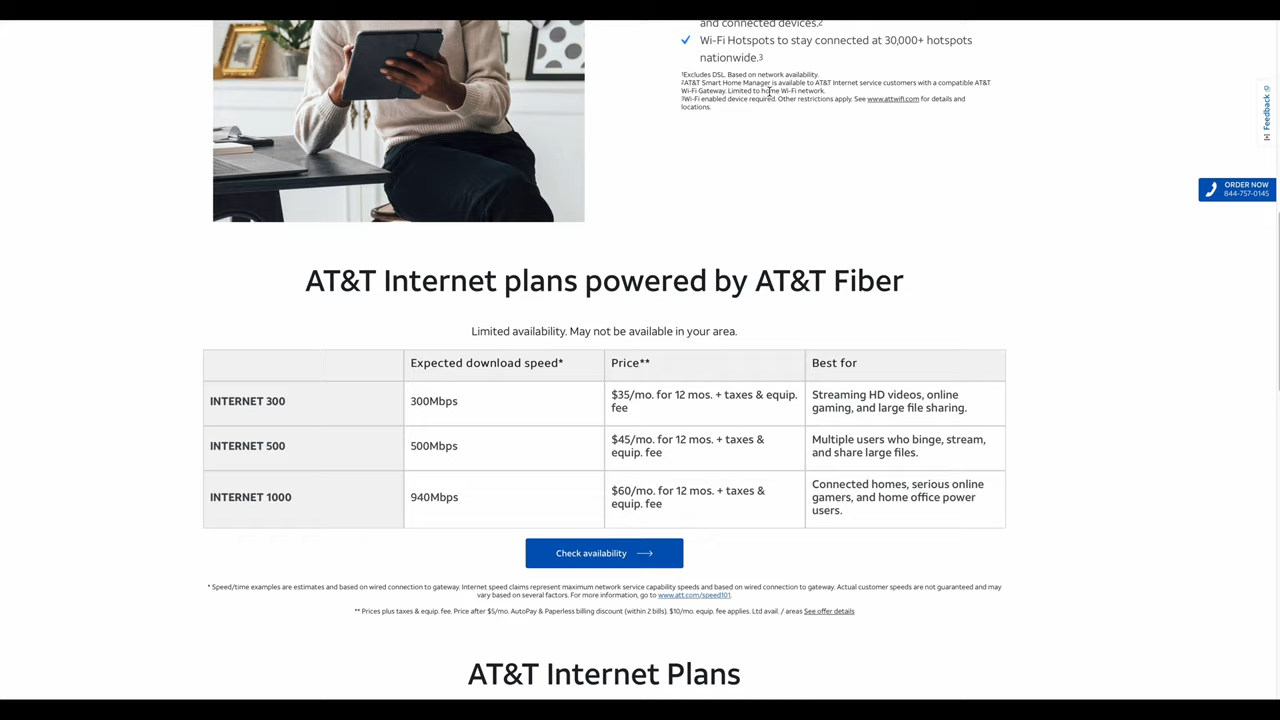 and connected devices.2
Wi-Fi Hotspots to stay connected at 30,000+ hotspots
nationwide.3
1Excludes DSL. Based on network availability.
2AT&T Smart Home Manager is available to AT&T Internet service customers with a compatible AT&T
Wi-Fi Gateway. Limited to home Wi-Fi network.
3Wi-Fi enabled device required. Other restrictions apply. See www.attwifi.com for details and
locations.
Feedback
ORDER NOW
844-757-0145
AT&T Internet plans powered by AT&T Fiber
Limited availability. May not be available in your area.
Expected download speed* Price** Best for
INTERNET 300 300Mbps $35/mo. for 12 mos. + taxes & equip. fee Streaming HD videos, online gaming, and large file sharing.
INTERNET 500 500Mbps $45/mo. for 12 mos. + taxes & equip. fee Multiple users who binge, stream, and share large files.
INTERNET 1000 940Mbps $60/mo. for 12 mos. + taxes & equip. fee Connected homes, serious online gamers, and home office power users.
Check availability
* Speed/time examples are estimates and based on wired connection to gateway. Internet speed claims represent maximum network service capability speeds and based on wired connection to gateway. Actual customer speeds are not guaranteed and may
vary based on several factors. For more information, go to www.att.com/speed101.
** Prices plus taxes & equip. fee. Price after $5/mo. AutoPay & Paperless billing discount (within 2 bills). $10/mo. equip. fee applies. Ltd avail. / areas See offer details
AT&T Internet Plans